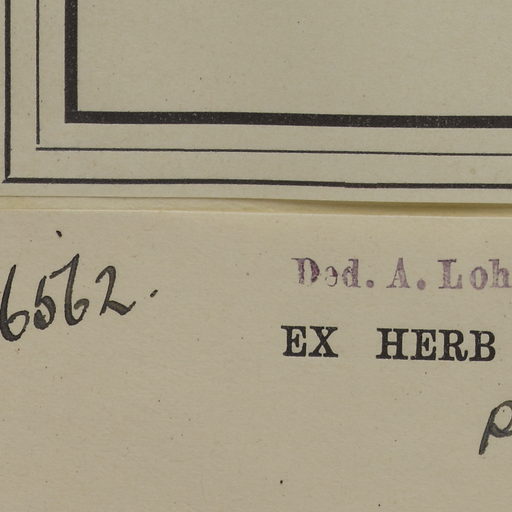 6562.
Ded. A. Loh
EX HERB